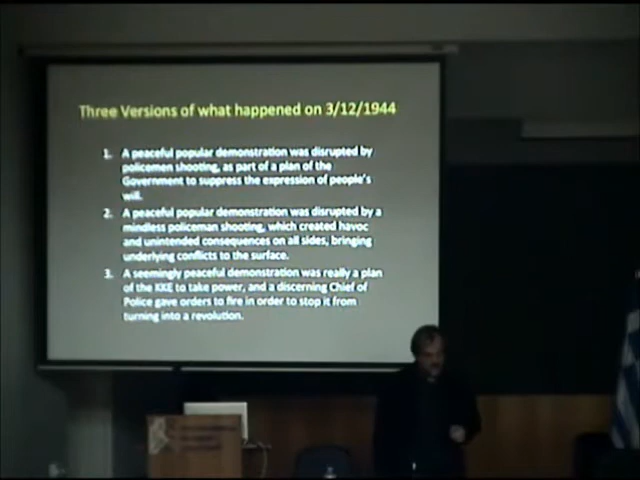 Three Versions of what happened on 3/12/1944
1. A peaceful popular demonstration was disrupted by
policemen shooting, as part of a plan of the
Government to suppress the expression of people's
will.
2. A peaceful popular demonstration was disrupted by a
mindless policeman shooting, which created havoc
and unintended consequences on all sides, bringing
underlying conflicts to the surface.
3. A seemingly peaceful demonstration was really a plan
of the KKE to take power, and a discerning Chief of
Police gave orders to fire in order to stop it from
turning into a revolution.